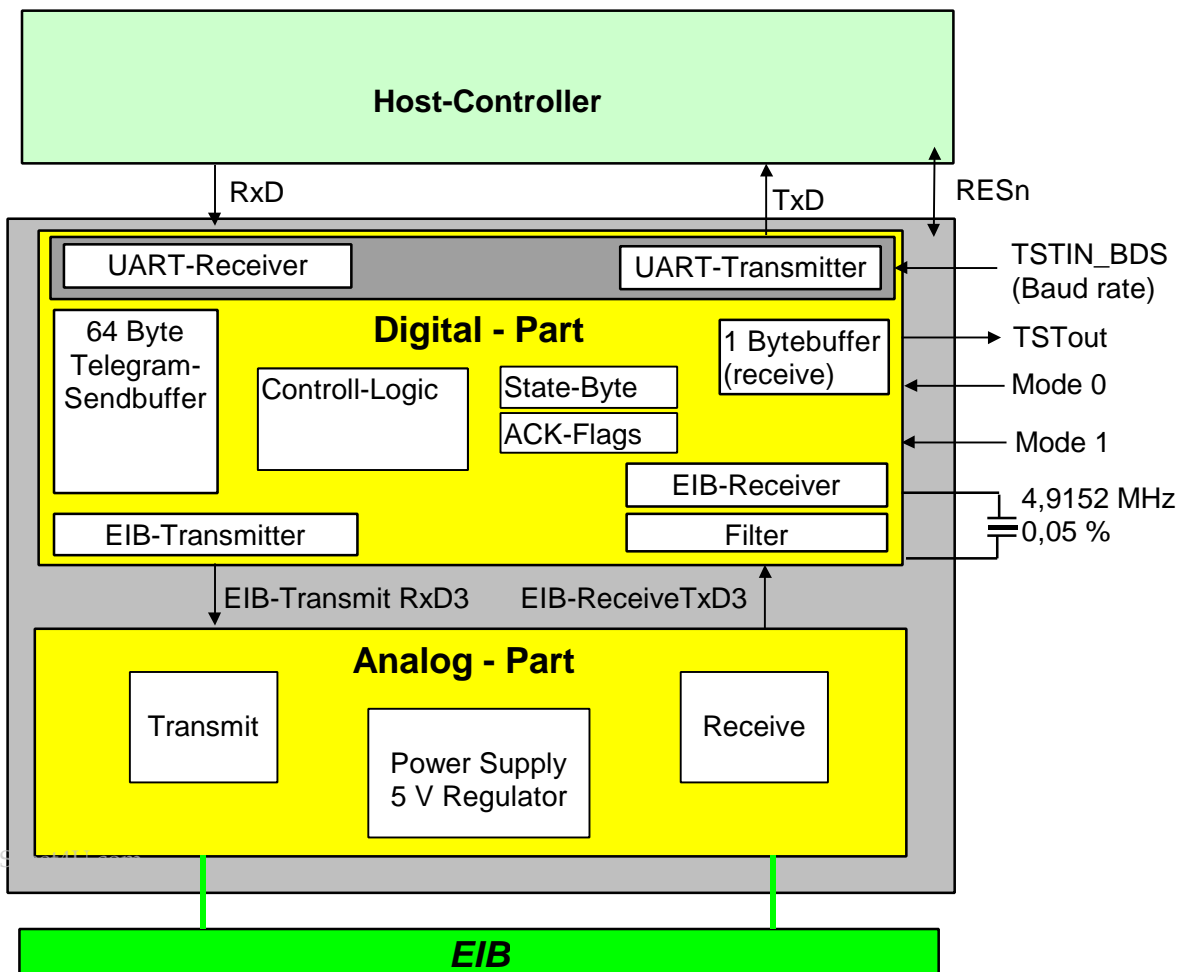 Host-Controller
RxD
TxD
RESn
UART-Receiver
UART-Transmitter
TSTIN_BDS
(Baud rate)
64 Byte
Telegram-
Sendbuffer
Digital - Part
1 Bytebuffer
(receive)
TSTout
Controll-Logic
State-Byte
ACK-Flags
Mode 0
Mode 1
EIB-Receiver
4,9152 MHz
0,05 %
EIB-Transmitter
Filter
EIB-Transmit RxD3
EIB-ReceiveTxD3
Analog - Part
Transmit
Power Supply
5 V Regulator
Receive
EIB